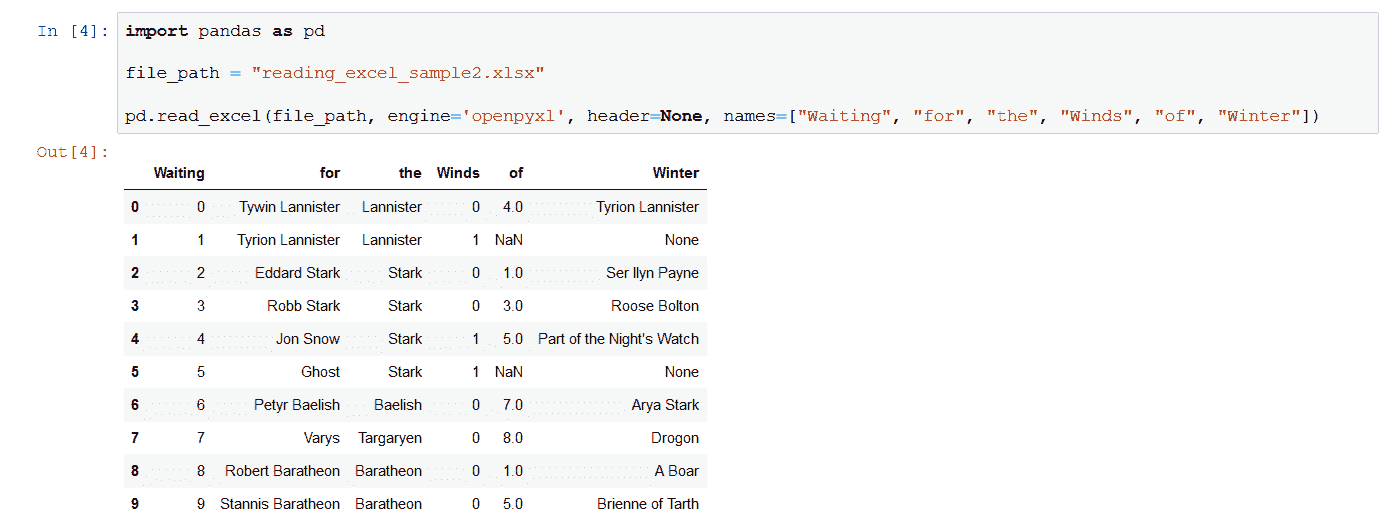 In [4]: import pandas as pd
file_path = "reading_excel_sample2.xlsx"
pd.read_excel(file_path, engine='openpyxl', header=None, names=["Waiting", "for", "the", "Winds", "of", "Winter"])
Out[4]:
Waiting for the Winds of Winter
0 0 Tywin Lannister Lannister 0 4.0 Tyrion Lannister
1 1 Tyrion Lannister Lannister 1 NaN None
2 2 Eddard Stark Stark 0 1.0 Ser Ilyn Payne
3 3 Robb Stark Stark 0 3.0 Roose Bolton
4 4 Jon Snow Stark 1 5.0 Part of the Night's Watch
5 5 Ghost Stark 1 NaN None
6 6 Petyr Baelish Baelish 0 7.0 Arya Stark
7 7 Varys Targaryen 0 8.0 Drogon
8 8 Robert Baratheon Baratheon 0 1.0 A Boar
9 9 Stannis Baratheon Baratheon 0 5.0 Brienne of Tarth